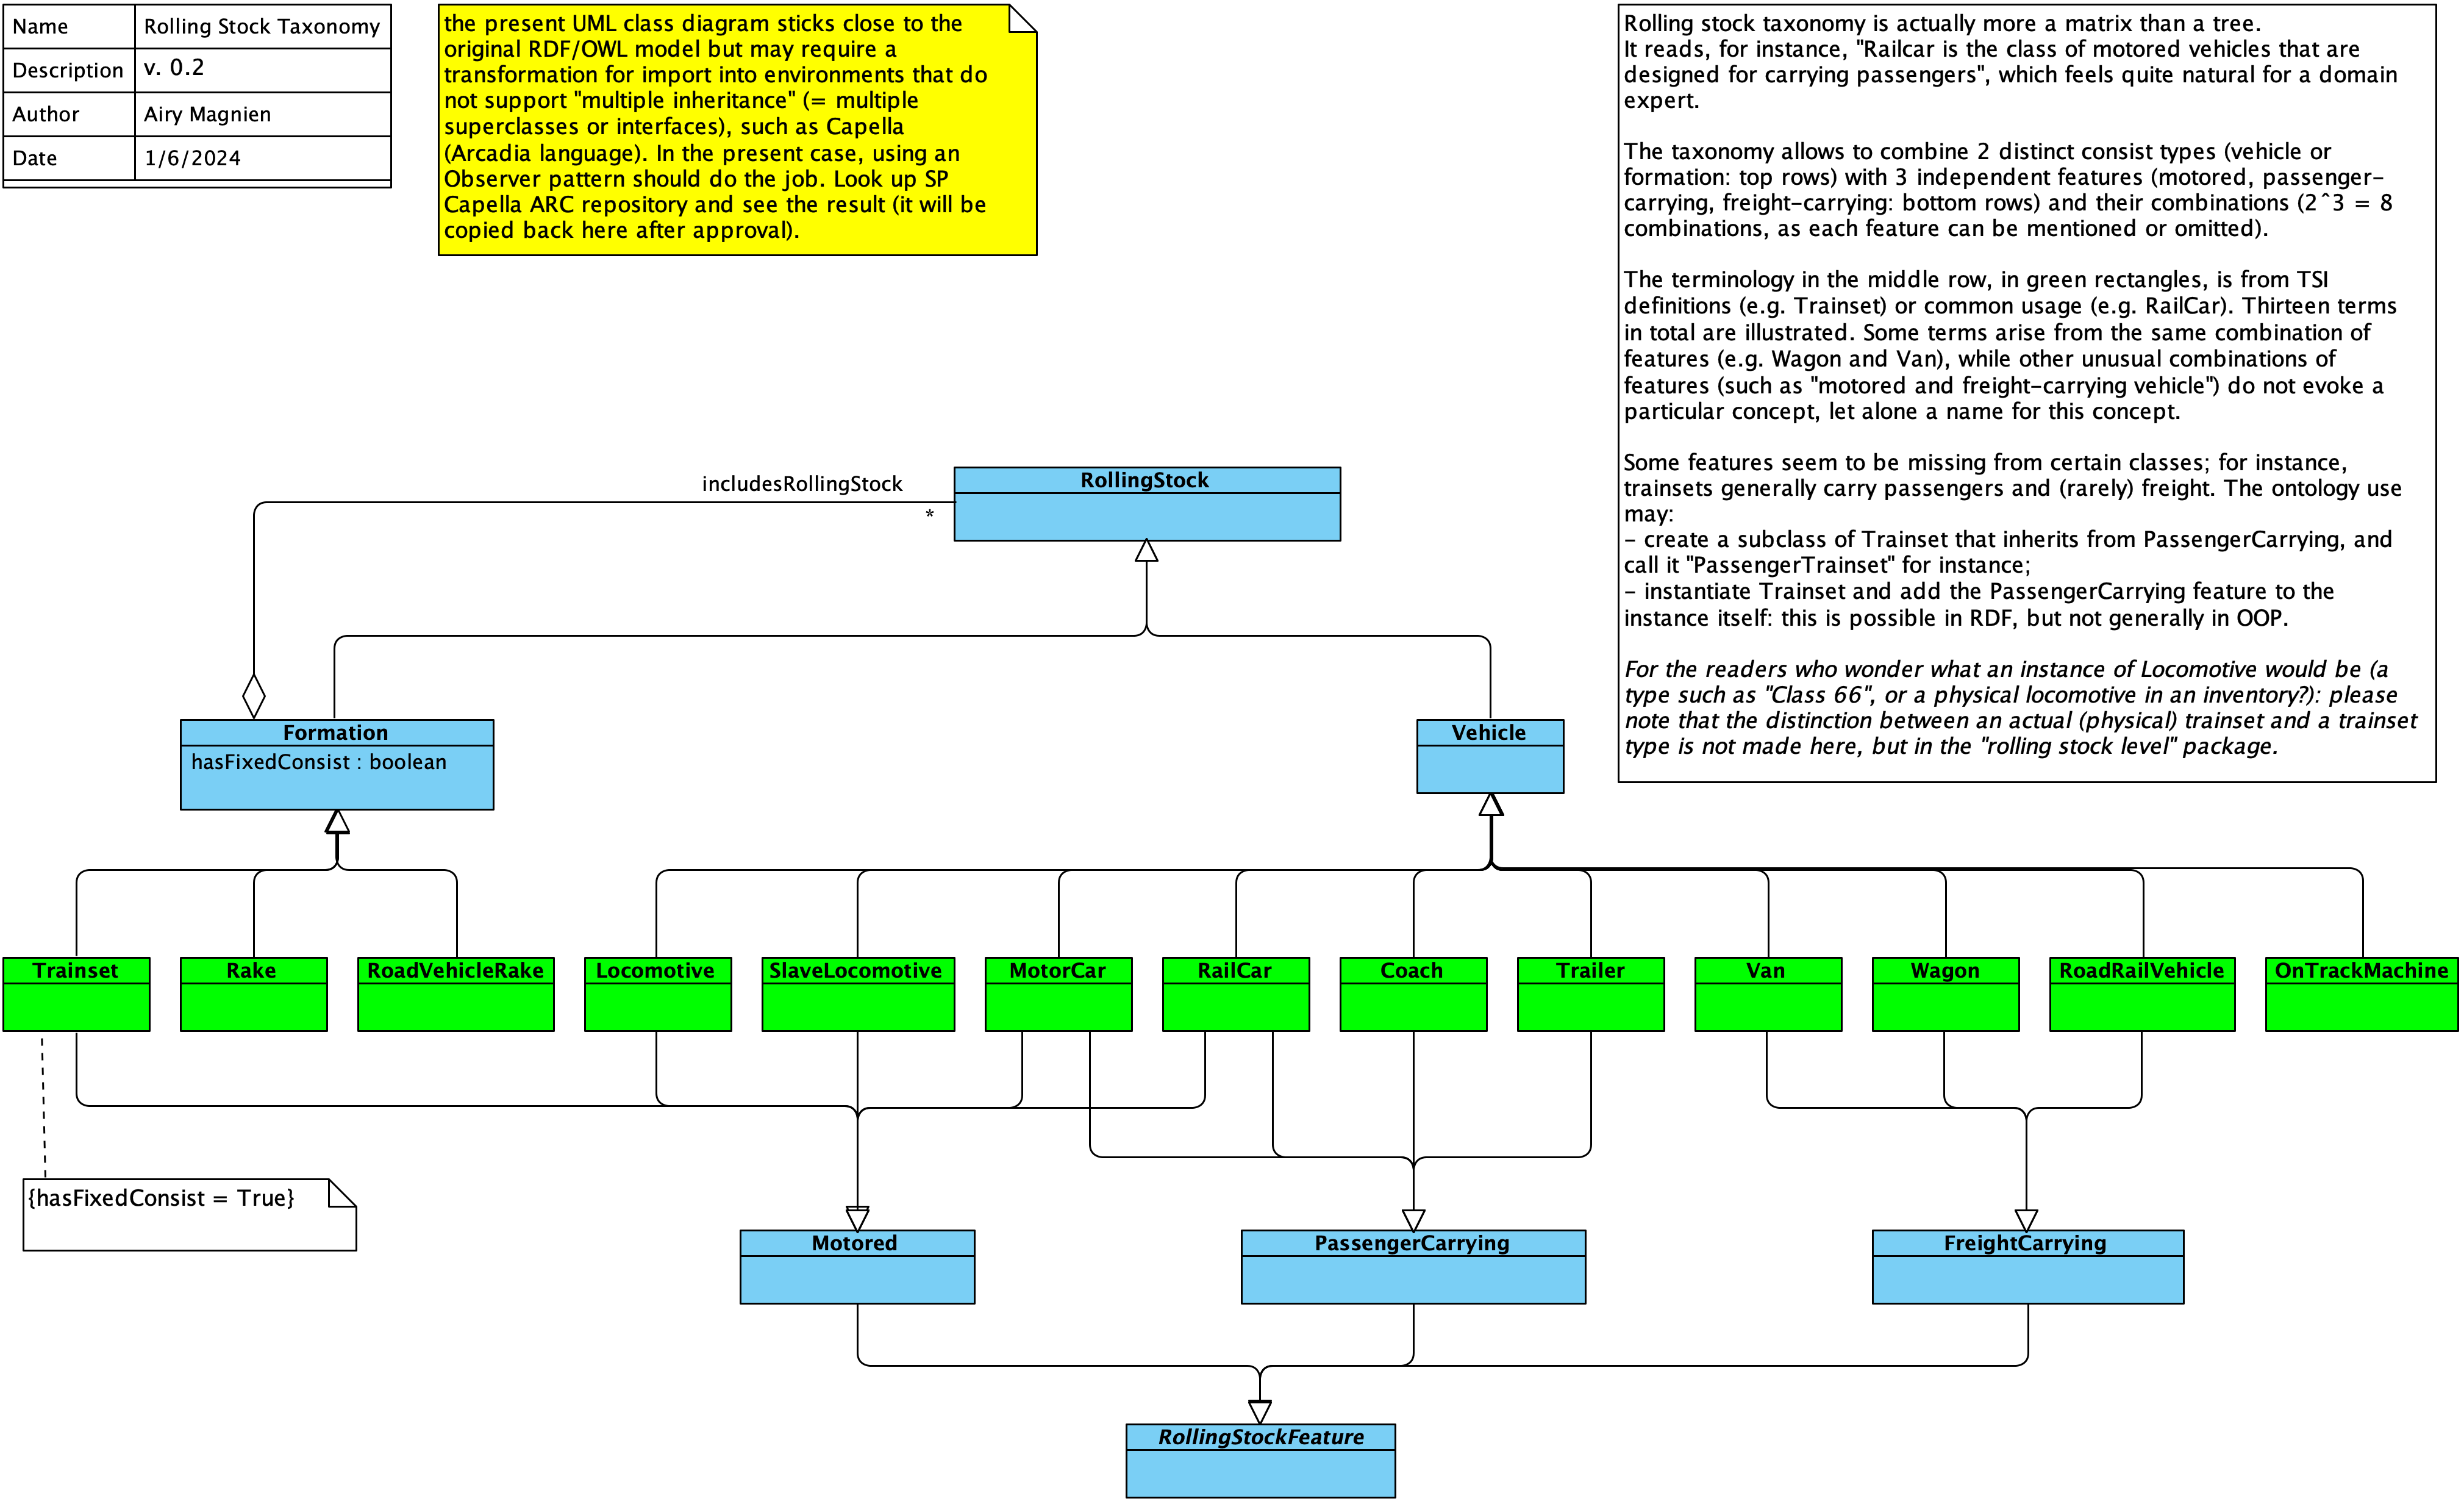 Name Rolling Stock Taxonomy
Description v. 0.2
Author Airy Magnien
Date 1/6/2024
the present UML class diagram sticks close to the
original RDF/OWL model but may require a
transformation for import into environments that do
not support "multiple inheritance" (= multiple
superclasses or interfaces), such as Capella
(Arcadia language). In the present case, using an
Observer pattern should do the job. Look up SP
Capella ARC repository and see the result (it will be
copied back here after approval).
Rolling stock taxonomy is actually more a matrix than a tree.
It reads, for instance, "Railcar is the class of motored vehicles that are
designed for carrying passengers", which feels quite natural for a domain
expert.
The taxonomy allows to combine 2 distinct consist types (vehicle or
formation: top rows) with 3 independent features (motored, passenger-
carrying, freight-carrying: bottom rows) and their combinations (2^3 = 8
combinations, as each feature can be mentioned or omitted).
The terminology in the middle row, in green rectangles, is from TSI
definitions (e.g. Trainset) or common usage (e.g. RailCar). Thirteen terms
in total are illustrated. Some terms arise from the same combination of
features (e.g. Wagon and Van), while other unusual combinations of
features (such as "motored and freight-carrying vehicle") do not evoke a
particular concept, let alone a name for this concept.
Some features seem to be missing from certain classes; for instance,
trainsets generally carry passengers and (rarely) freight. The ontology use
may:
- create a subclass of Trainset that inherits from PassengerCarrying, and
call it "PassengerTrainset" for instance;
- instantiate Trainset and add the PassengerCarrying feature to the
instance itself: this is possible in RDF, but not generally in OOP.
For the readers who wonder what an instance of Locomotive would be (a
type such as "Class 66", or a physical locomotive in an inventory?): please
note that the distinction between an actual (physical) trainset and a trainset
type is not made here, but in the "rolling stock level" package.
includesRollingStock
*
RollingStock
Formation
hasFixedConsist : boolean
Vehicle
Trainset
Rake
RoadVehicleRake
Locomotive
SlaveLocomotive
MotorCar
RailCar
Coach
Trailer
Van
Wagon
RoadRailVehicle
OnTrackMachine
{hasFixedConsist = True}
Motored
PassengerCarrying
FreightCarrying
RollingStockFeature